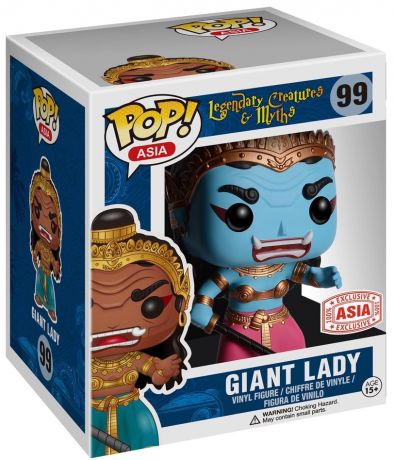 POP!
ASIA
Legendary Creatures
& Myths
99
GIANT LADY
99
100%
EXCLUSIVE
ASIA
EXCLUSIVE
100%
GIANT LADY
VINYL FIGURE / CHIFFRE DE VINYLE /
FIGURA DE VINILO
AGE
15+
WARNING! Choking Hazard.
May contain small parts.
POP!
ASIA